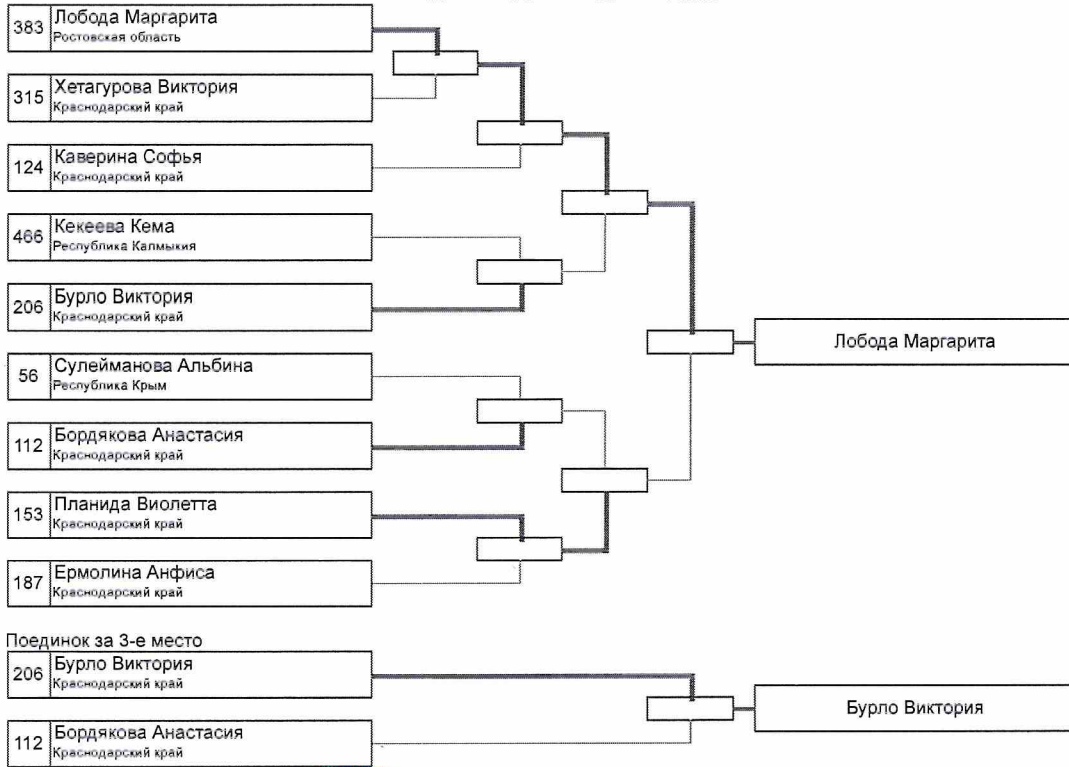 383
Лобода Маргарита
Ростовская область
315
Хетагурова Виктория
Краснодарский край
124
Каверина Софья
Краснодарский край
466
Кекеева Кема
Республика Калмыкия
206
Бурло Виктория
Краснодарский край
56
Сулейманова Альбина
Республика Крым
112
Бордякова Анастасия
Краснодарский край
153
Планида Виолетта
Краснодарский край
187
Ермолина Анфиса
Краснодарский край
Лобода Маргарита
Поединок за 3-е место
206
Бурло Виктория
Краснодарский край
112
Бордякова Анастасия
Краснодарский край
Бурло Виктория